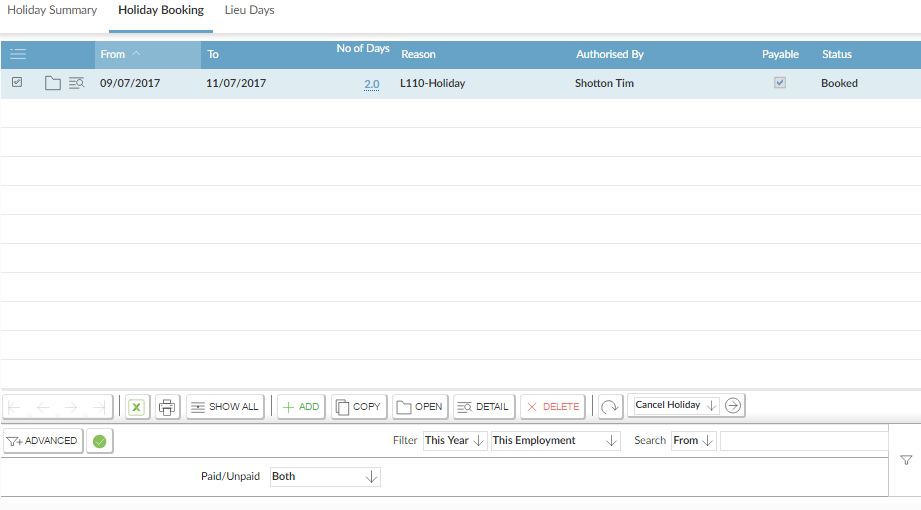 Holiday Summary Holiday Booking Lieu Days
From To No of Days Reason Authorised By Payable Status
09/07/2017 11/07/2017 2.0 L110-Holiday Shotton Tim Booked
SHOW ALL ADD COPY OPEN DETAIL DELETE Cancel Holiday
ADVANCED Filter This Year This Employment Search From
Paid/Unpaid Both